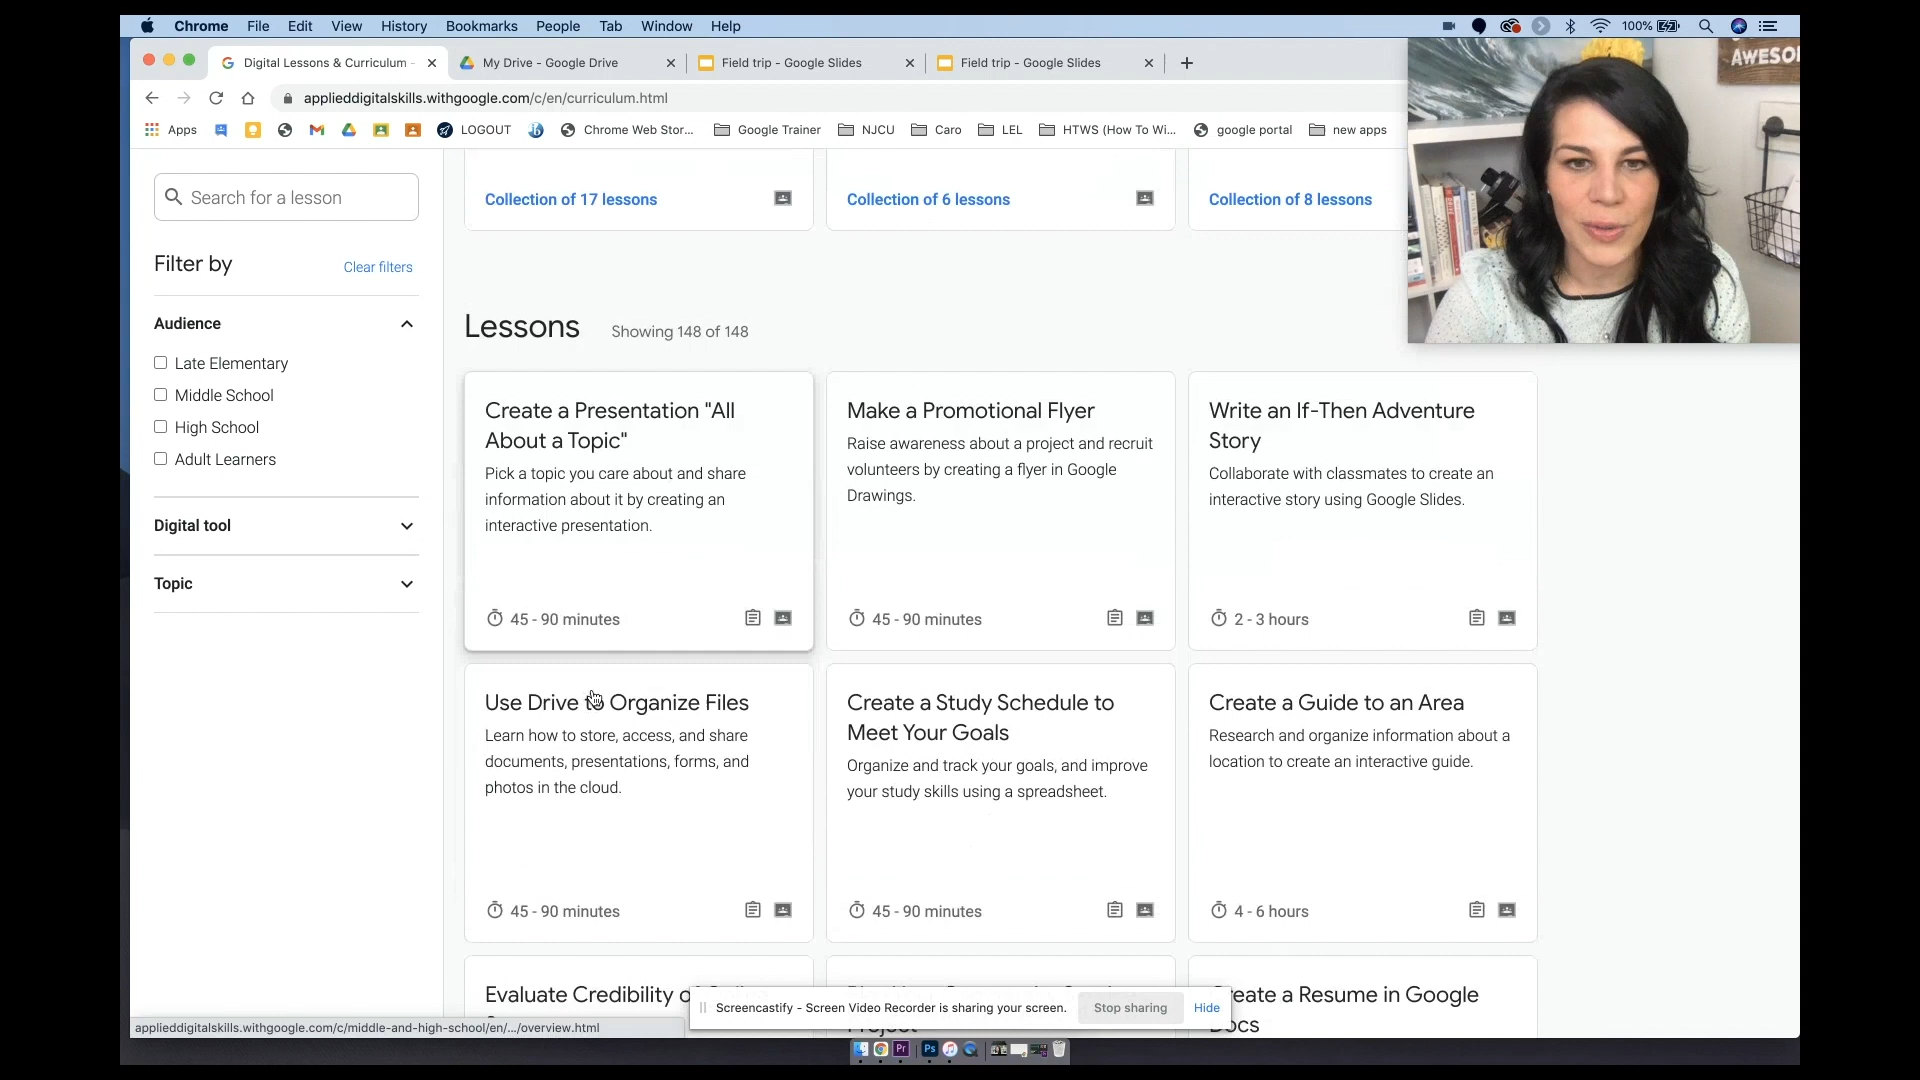 Chrome File Edit View History Bookmarks People Tab Window Help
100%
Digital Lessons & Curriculum -
My Drive - Google Drive
Field trip - Google Slides
Field trip - Google Slides
applieddigitalskills.withgoogle.com/c/en/curriculum.html
Apps
LOGOUT
Chrome Web Stor...
Google Trainer
NJCU
Caro
LEL
HTWS (How To Wi...
google portal
new apps
AWESO
Search for a lesson
Filter by
Clear filters
Audience
Late Elementary
Middle School
High School
Adult Learners
Digital tool
Topic
Collection of 17 lessons
Collection of 6 lessons
Collection of 8 lessons
Lessons
Showing 148 of 148
Create a Presentation "All
About a Topic"
Pick a topic you care about and share
information about it by creating an
interactive presentation.
45 - 90 minutes
Make a Promotional Flyer
Raise awareness about a project and recruit
volunteers by creating a flyer in Google
Drawings.
45 - 90 minutes
Write an If-Then Adventure
Story
Collaborate with classmates to create an
interactive story using Google Slides.
2 - 3 hours
Use Drive to Organize Files
Learn how to store, access, and share
documents, presentations, forms, and
photos in the cloud.
45 - 90 minutes
Create a Study Schedule to
Meet Your Goals
Organize and track your goals, and improve
your study skills using a spreadsheet.
45 - 90 minutes
Create a Guide to an Area
Research and organize information about a
location to create an interactive guide.
4 - 6 hours
Evaluate Credibility
Project
Create a Resume in Google
Docs
Screencastify - Screen Video Recorder is sharing your screen.
Stop sharing
Hide
applieddigitalskills.withgoogle.com/c/middle-and-high-school/en/.../overview.html
Pr
Ps